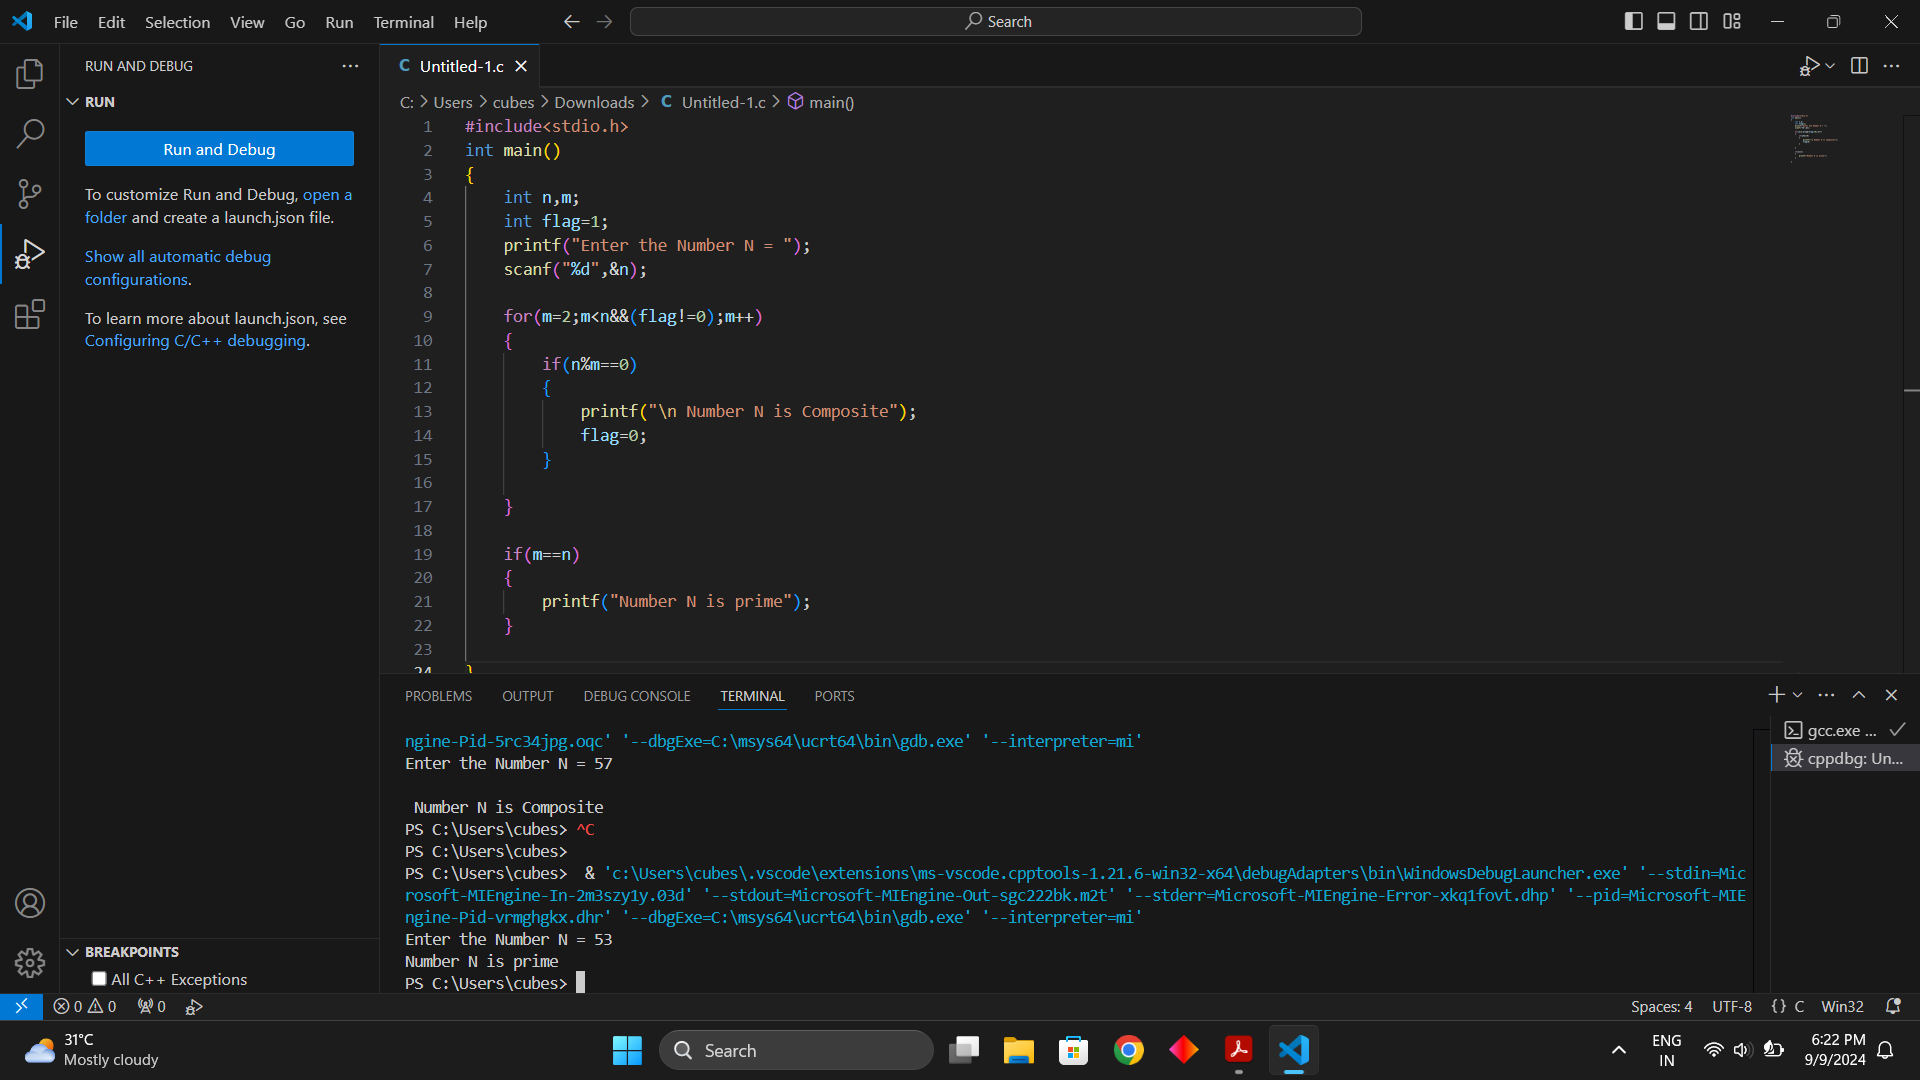 File Edit Selection View Go Run Terminal Help
Search
RUN AND DEBUG
RUN
Run and Debug
To customize Run and Debug, open a
folder and create a launch.json file.
Show all automatic debug
configurations.
To learn more about launch.json, see
Configuring C/C++ debugging.
BREAKPOINTS
All C++ Exceptions
C Untitled-1.c
C: > Users > cubes > Downloads > C Untitled-1.c > main()
1 #include<stdio.h>
2 int main()
3 {
4 int n,m;
5 int flag=1;
6 printf("Enter the Number N = ");
7 scanf("%d",&n);
8
9 for(m=2;m<n&&(flag!=0);m++)
10 {
11 if(n%m==0)
12 {
13 printf("\n Number N is Composite");
14 flag=0;
15 }
16
17 }
18
19 if(m==n)
20 {
21 printf("Number N is prime");
22 }
23
24 }
PROBLEMS OUTPUT DEBUG CONSOLE TERMINAL PORTS
ngine-Pid-5rc34jpg.oqc' '--dbgExe=C:\msys64\ucrt64\bin\gdb.exe' '--interpreter=mi'
Enter the Number N = 57
Number N is Composite
PS C:\Users\cubes> ^C
PS C:\Users\cubes>
PS C:\Users\cubes> & 'c:\Users\cubes\.vscode\extensions\ms-vscode.cpptools-1.21.6-win32-x64\debugAdapters\bin\WindowsDebugLauncher.exe' '--stdin=Mic
rosoft-MIEngine-In-2m3szy1y.03d' '--stdout=Microsoft-MIEngine-Out-sgc222bk.m2t' '--stderr=Microsoft-MIEngine-Error-xkq1fovt.dhp' '--pid=Microsoft-MIE
ngine-Pid-vrmghgkx.dhr' '--dbgExe=C:\msys64\ucrt64\bin\gdb.exe' '--interpreter=mi'
Enter the Number N = 53
Number N is prime
PS C:\Users\cubes>
gcc.exe ...
cppdbg: Un...
0 0 0
Spaces: 4 UTF-8 {} C Win32
31°C
Mostly cloudy
Search
ENG
IN
6:22 PM
9/9/2024